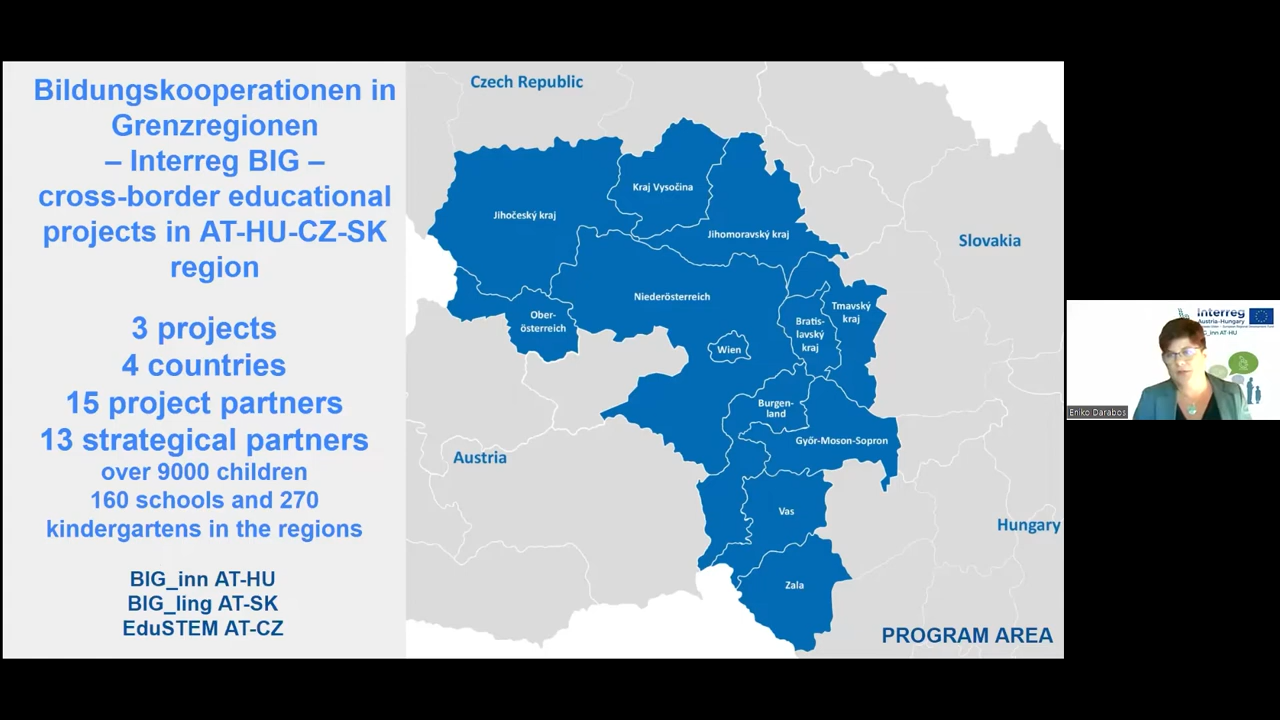 Bildungskooperationen in
Grenzregionen
– Interreg BIG –
cross-border educational
projects in AT-HU-CZ-SK
region
3 projects
4 countries
15 project partners
13 strategical partners
over 9000 children
160 schools and 270
kindergartens in the regions
BIG_inn AT-HU
BIG_ling AT-SK
EduSTEM AT-CZ
Czech Republic
Kraj Vysočina
Jihočeský kraj
Jihomoravský kraj
Slovakia
Niederösterreich
Trnavský
kraj
Ober-
österreich
Bratis-
lavský
kraj
Wien
Burgen-
land
Győr-Moson-Sopron
Austria
Vas
Hungary
Zala
PROGRAM AREA
Interreg
Austria-Hungary
BIG_inn AT-HU
Eniko Darabos